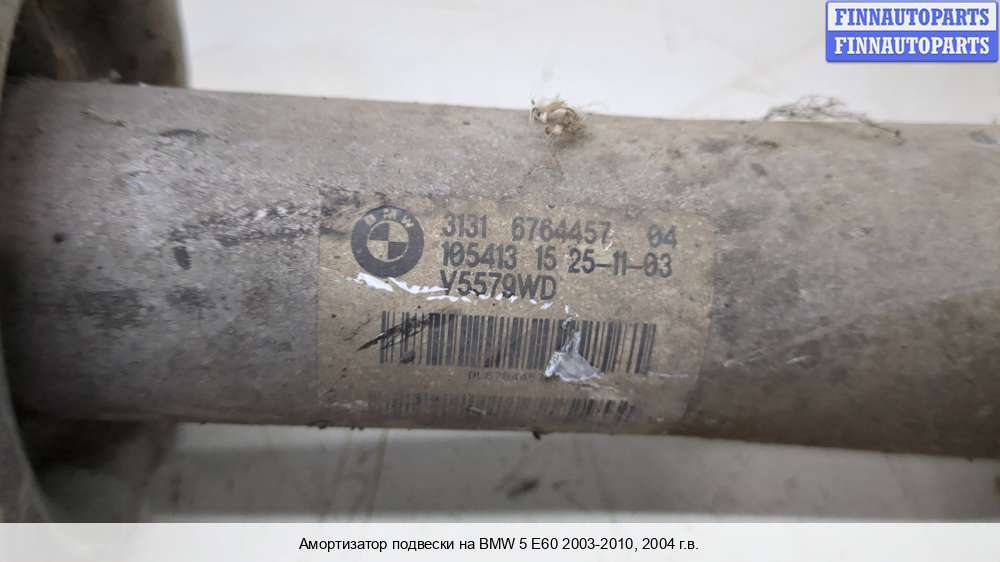 FINNAUTOPARTS
FINNAUTOPARTS
BMW
3131 6764457 04
105413 15 25-11-03
V5579WD
Амортизатор подвески на BMW 5 E60 2003-2010, 2004 г.в.